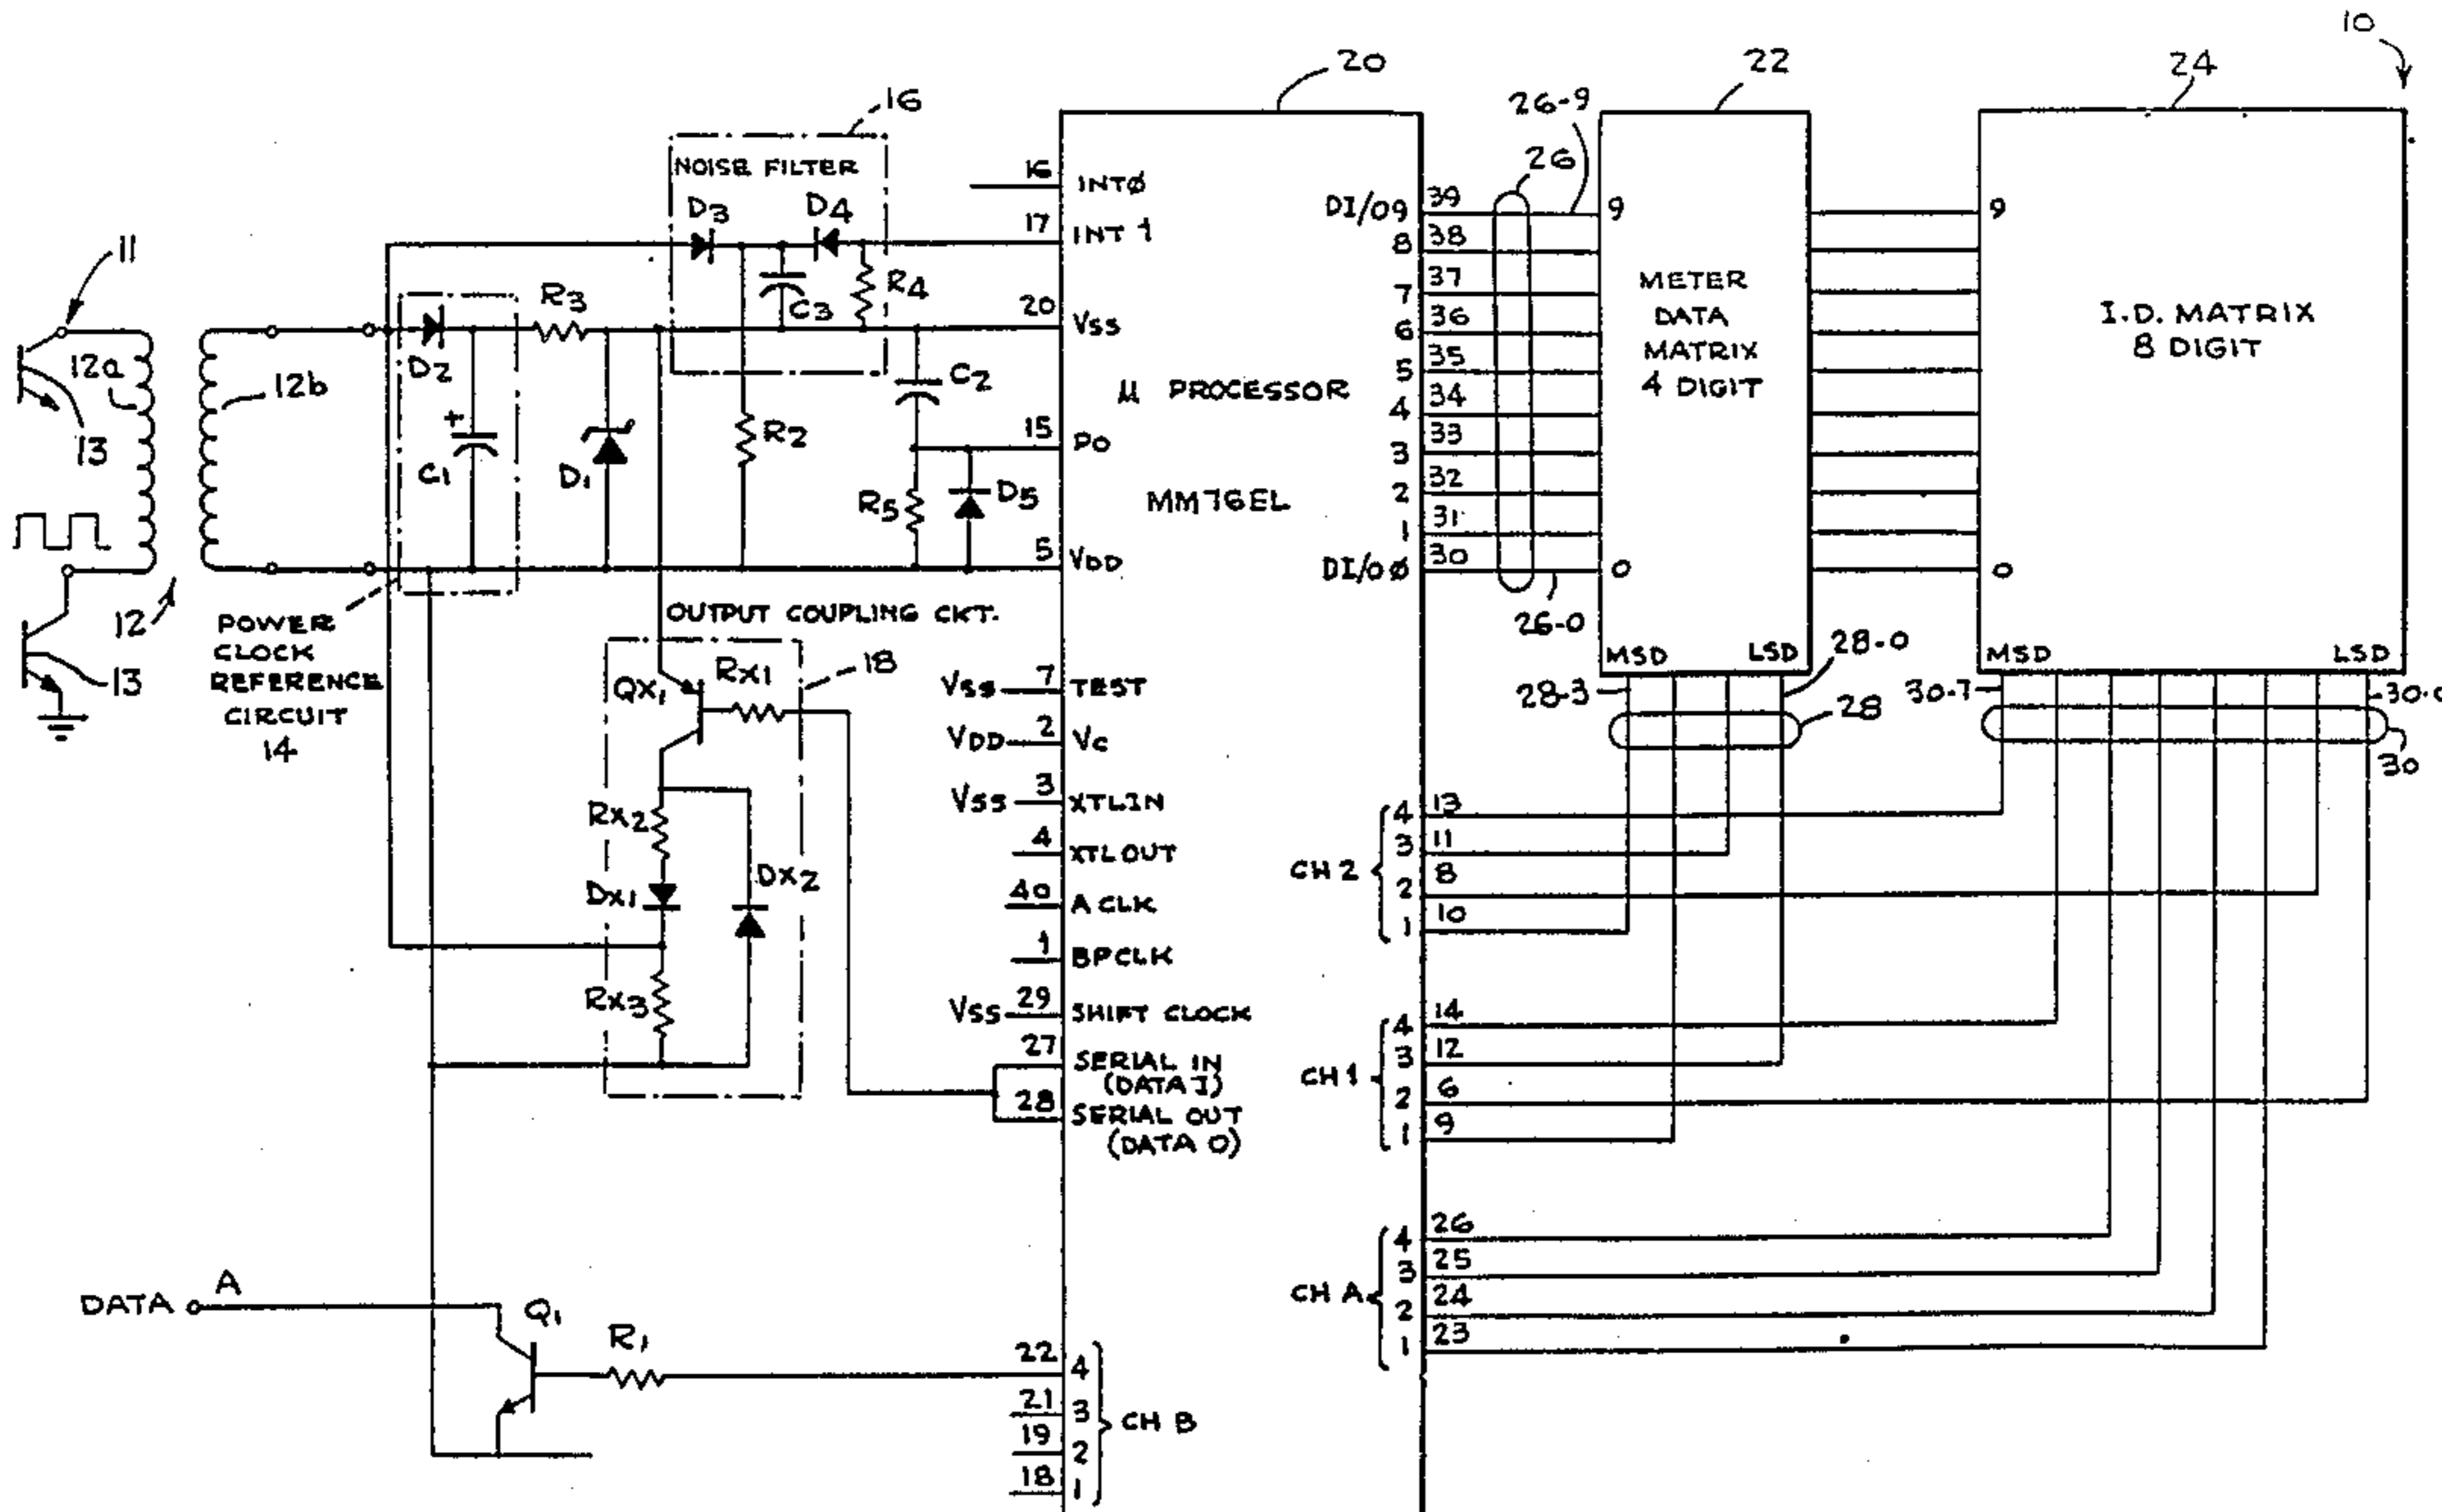 10
20
22
24
16
26-9
NOISE FILTER
26
16 INTØ
D3 D4
17 INT 1
DI/O9 39 9 9
8 38
11
R3
C3
R4
7 37
METER
DATA
MATRIX
4 DIGIT
I.D. MATRIX
8 DIGIT
20 VSS
6 36
12a
12b
D2
C2
5 35
µ PROCESSOR
4 34
13
+
C1
D1
R2
15 PO
3 33
R5
D5
MM76EL
2 32
1 31
5 VDD
DI/OØ 30 0 0
12
POWER
CLOCK
REFERENCE
CIRCUIT
14
OUTPUT COUPLING CKT.
26-0
28-0
13
18
MSD LSD
MSD LSD
QX1
RX1
VSS 7 TEST
28-3
28
30-7
30-0
30
VDD 2 VC
VSS 3 XTLIN
RX2
4 XTLOUT
DX1
DX2
40 A CLK
1 BPCLK
RX3
VSS 29 SHIFT CLOCK
27 SERIAL IN
(DATA I)
28 SERIAL OUT
(DATA O)
CH 2
4 13
3 11
2 8
1 10
CH 1
4 14
3 12
2 6
1 9
CH A
4 26
3 25
2 24
1 23
DATA A
Q1
R1
22 4
21 3
19 2
18 1
CH B